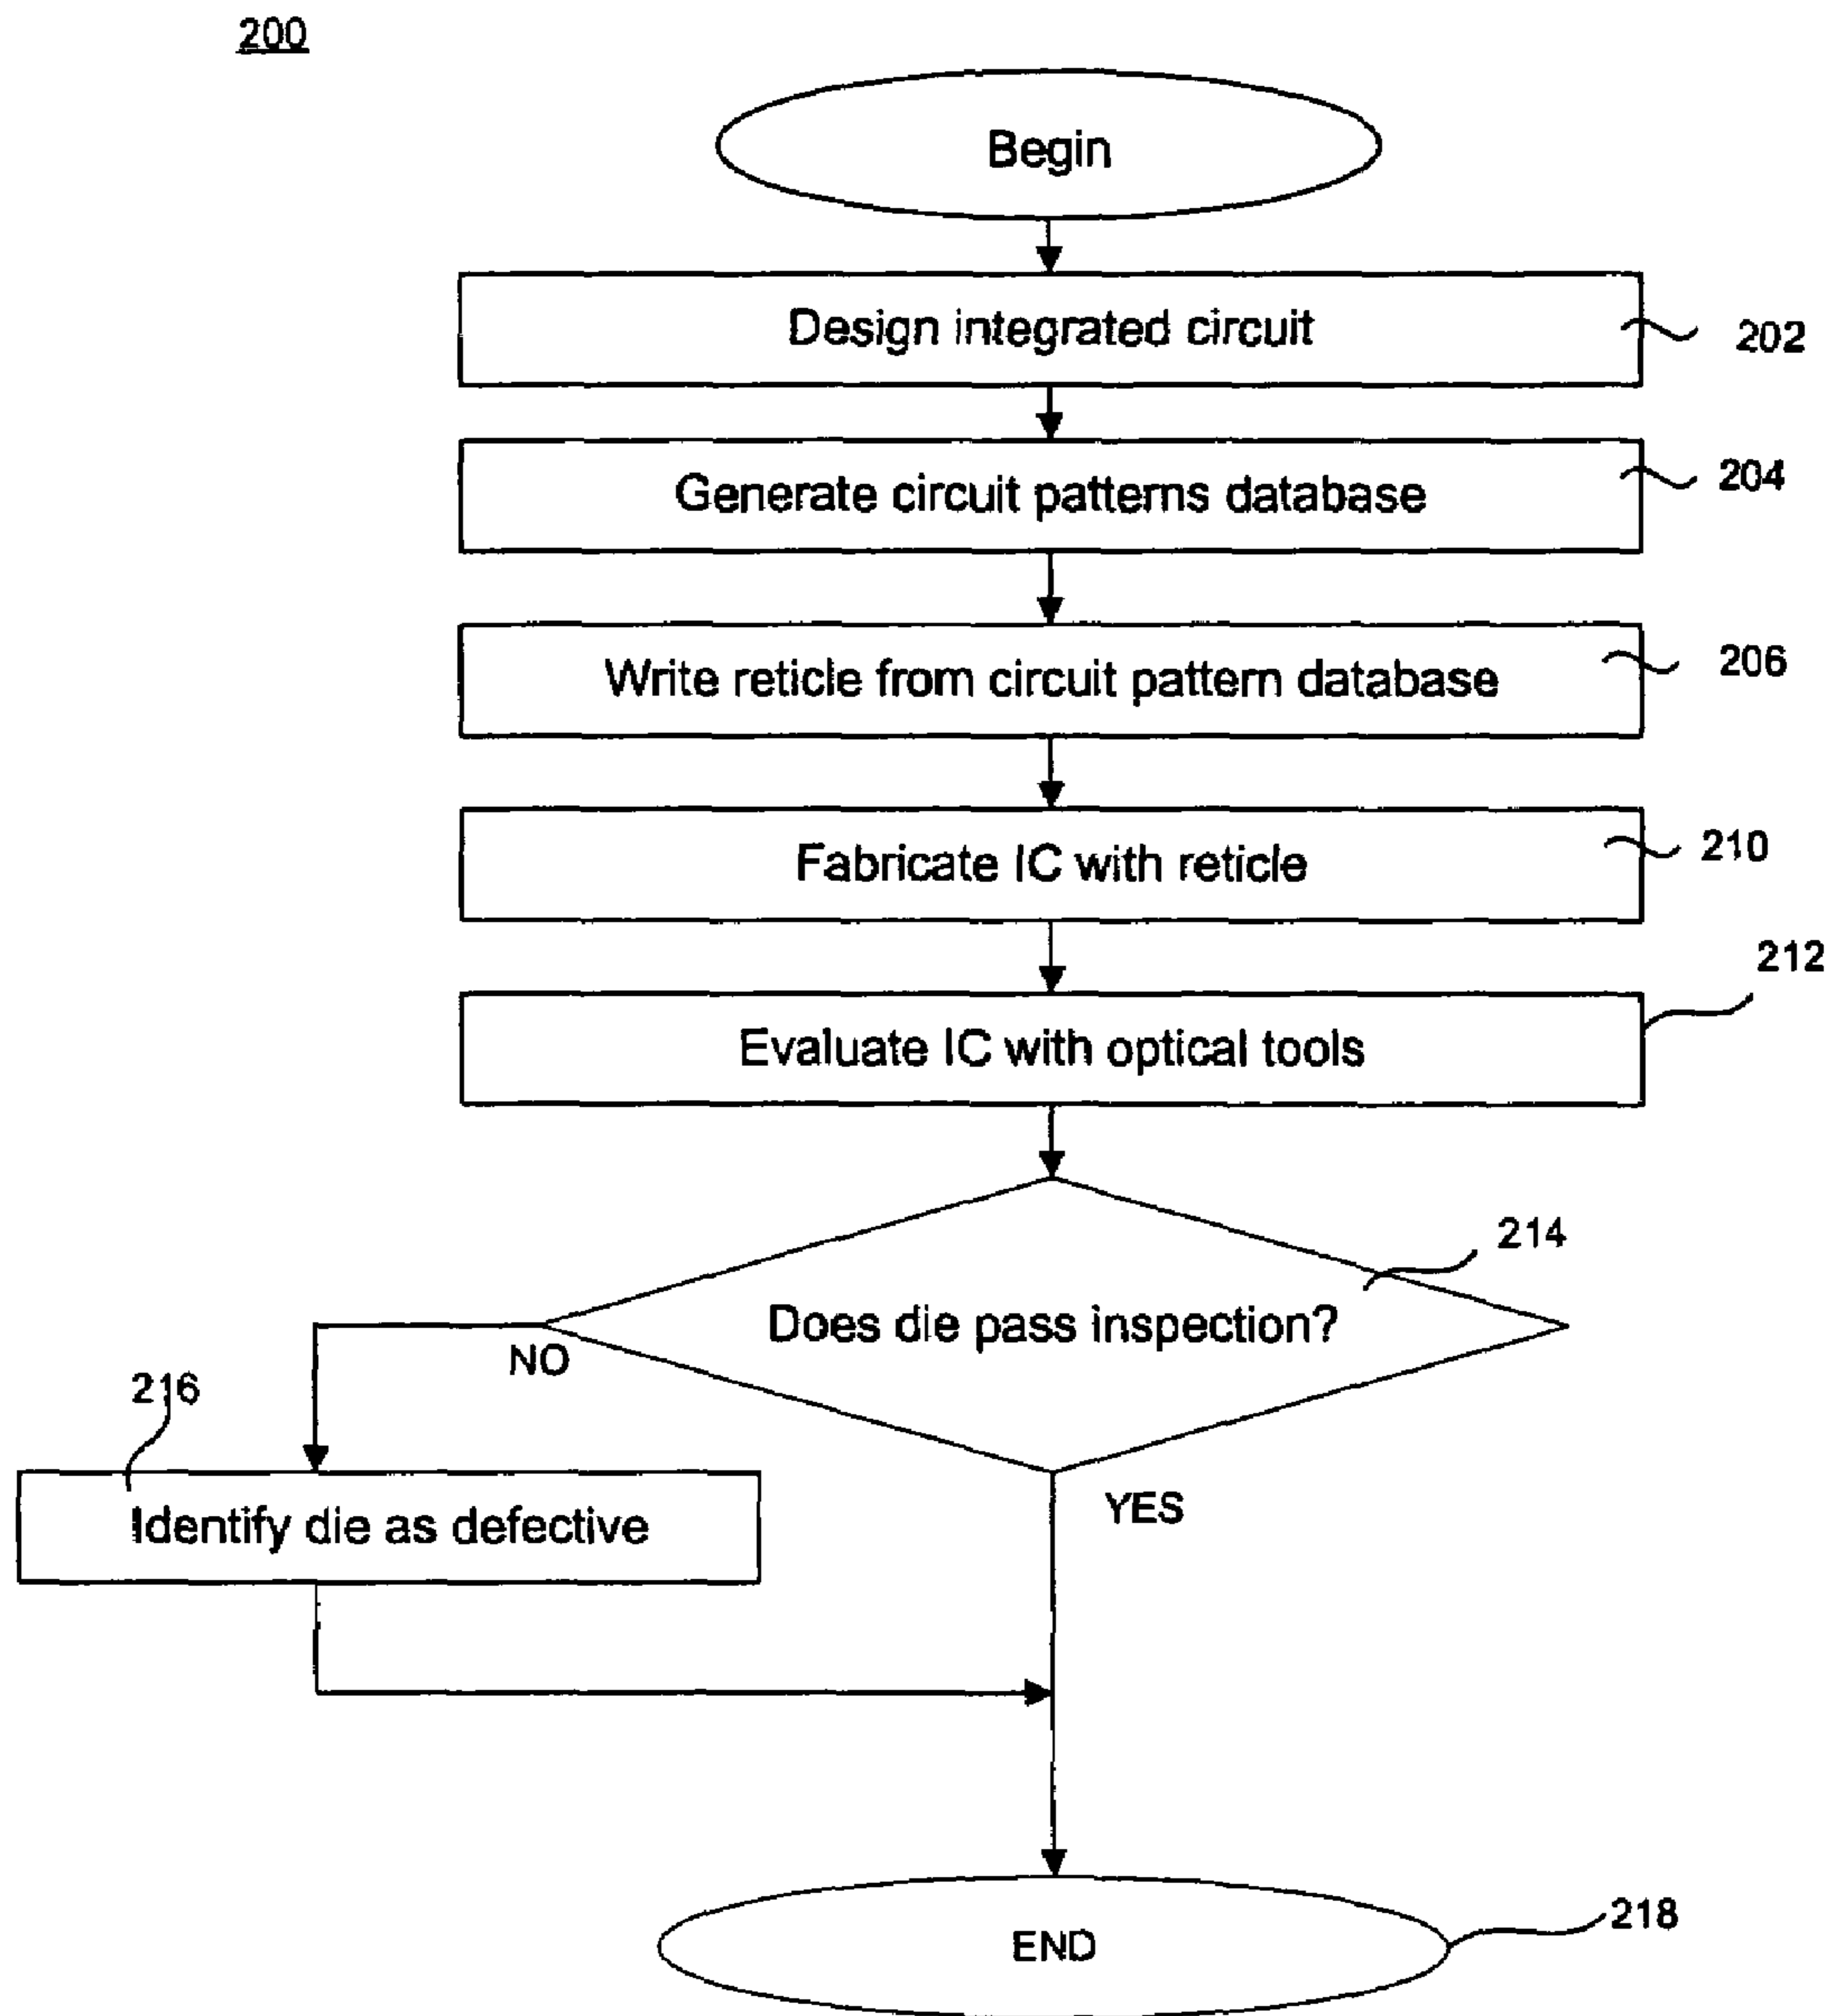 200
Begin
Design integrated circuit
202
Generate circuit patterns database
204
Write reticle from circuit pattern database
206
Fabricate IC with reticle
210
Evaluate IC with optical tools
212
Does die pass inspection?
214
NO
YES
216
Identify die as defective
END
218